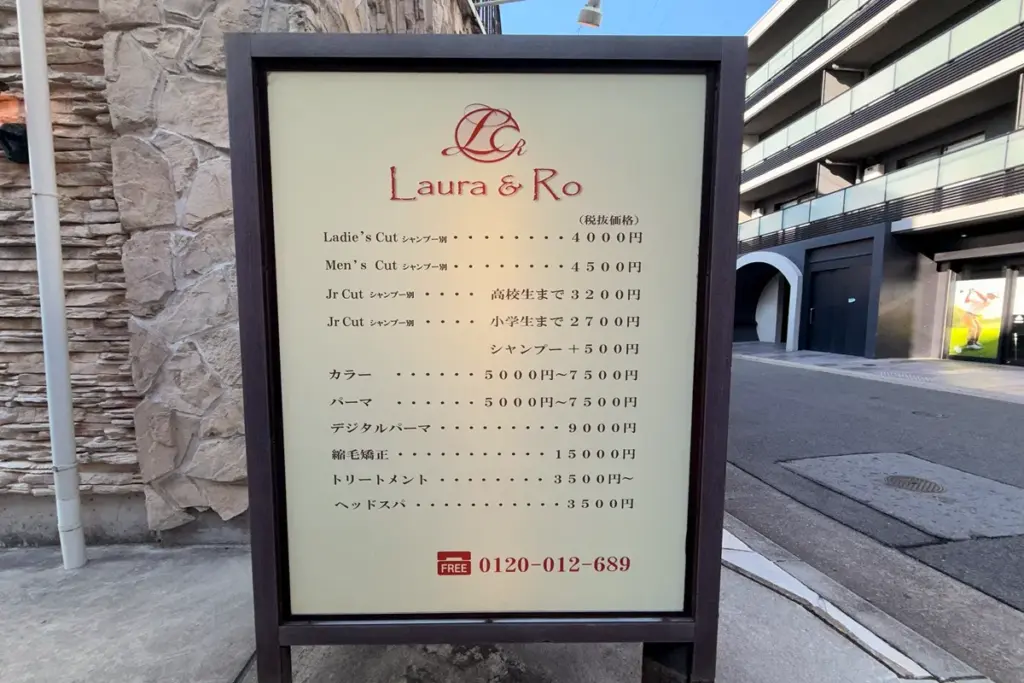 LCR
Laura & Ro
（税抜価格）
Ladie's Cut シャンプー別・・・・・・・・4000円
Men's Cut シャンプー別・・・・・・・・4500円
Jr Cut シャンプー別・・・・高校生まで3200円
Jr Cut シャンプー別・・・・小学生まで2700円
シャンプー＋500円
カラー・・・・・・5000円〜7500円
パーマ・・・・・・5000円〜7500円
デジタルパーマ・・・・・・・・・9000円
縮毛矯正・・・・・・・・・・・15000円
トリートメント・・・・・・・・3500円〜
ヘッドスパ・・・・・・・・・・・3500円
FREE 0120-012-689